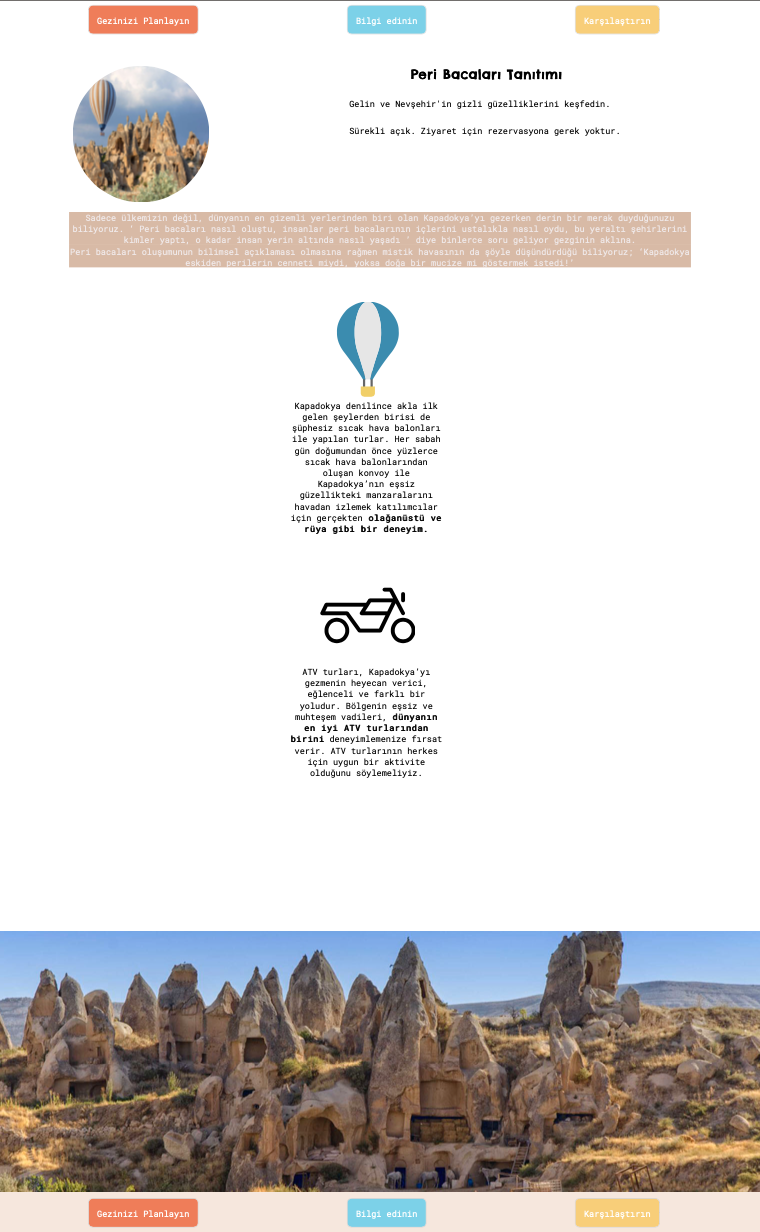 Gezinizi Planlayın
Bilgi edinin
Karşılaştırın
Peri Bacaları Tanıtımı
Gelin ve Nevşehir'in gizli güzelliklerini keşfedin.
Sürekli açık. Ziyaret için rezervasyona gerek yoktur.
Sadece ülkemizin değil, dünyanın en gizemli yerlerinden biri olan Kapadokya'yı gezerken derin bir merak duyduğunuzu
biliyoruz. ' Peri bacaları nasıl oluştu, insanlar peri bacalarının içlerini ustalıkla nasıl oydu, bu yeraltı şehirlerini
kimler yaptı, o kadar insan yerin altında nasıl yaşadı ' diye binlerce soru geliyor gezginin aklına.
Peri bacaları oluşumunun bilimsel açıklaması olmasına rağmen mistik havasının da şöyle düşündürdüğü biliyoruz; 'Kapadokya
eskiden perilerin cenneti miydi, yoksa doğa bir mucize mi göstermek istedi!'
Kapadokya denilince akla ilk
gelen şeylerden birisi de
şüphesiz sıcak hava balonları
ile yapılan turlar. Her sabah
gün doğumundan önce yüzlerce
sıcak hava balonlarından
oluşan konvoy ile
Kapadokya'nın eşsiz
güzellikteki manzaralarını
havadan izlemek katılımcılar
için gerçekten olağanüstü ve
rüya gibi bir deneyim.
ATV turları, Kapadokya'yı
gezmenin heyecan verici,
eğlenceli ve farklı bir
yoludur. Bölgenin eşsiz ve
muhteşem vadileri, dünyanın
en iyi ATV turlarından
birini deneyimlemenize fırsat
verir. ATV turlarının herkes
için uygun bir aktivite
olduğunu söylemeliyiz.
Gezinizi Planlayın
Bilgi edinin
Karşılaştırın